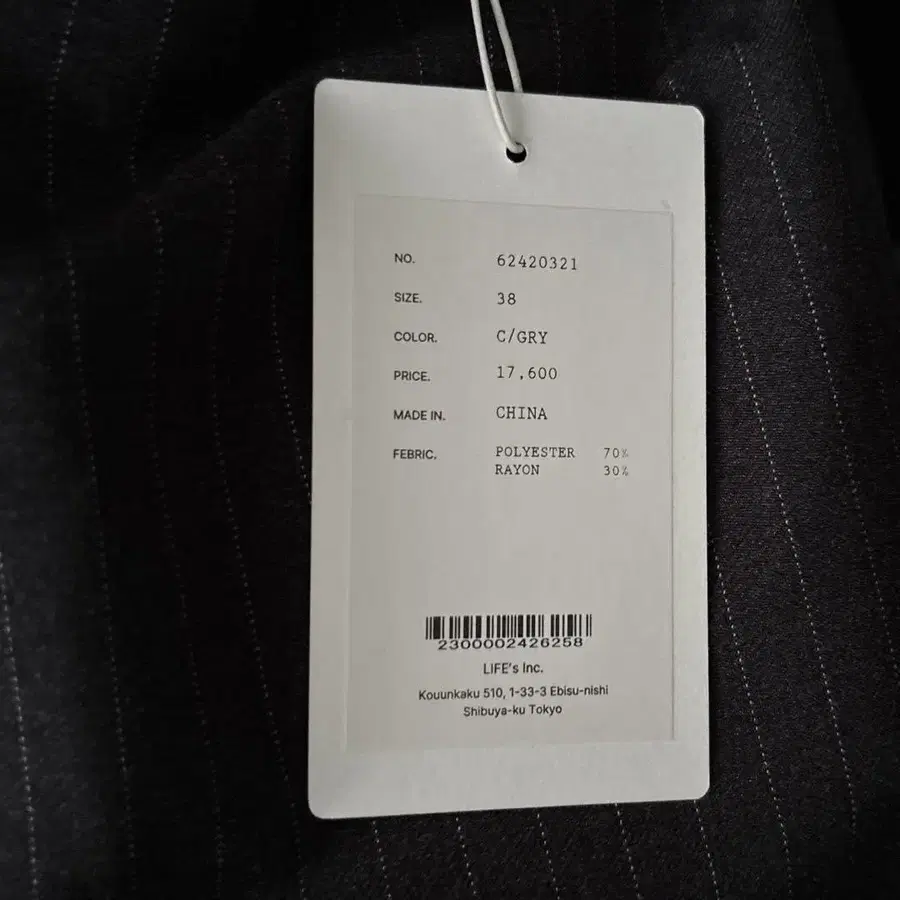 NO. 62420321
SIZE. 38
COLOR. C/GRY
PRICE. 17,600
MADE IN. CHINA
FEBRIC. POLYESTER 70%
RAYON 30%
2300002426258
LIFE's Inc.
Kouunkaku 510, 1-33-3 Ebisu-nishi
Shibuya-ku Tokyo